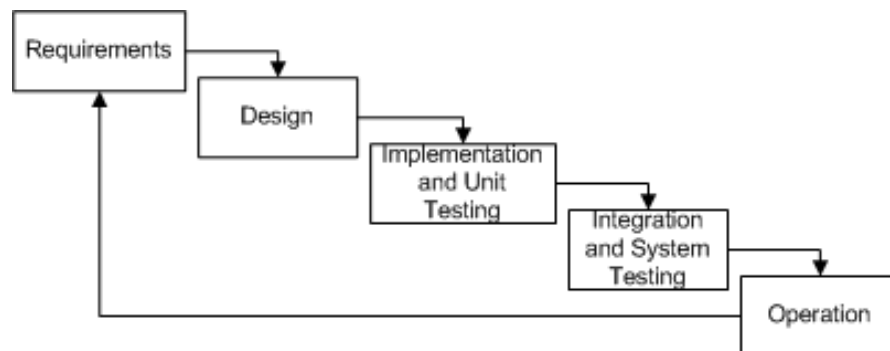 Requirements
Design
Implementation
and Unit
Testing
Integration
and System
Testing
Operation